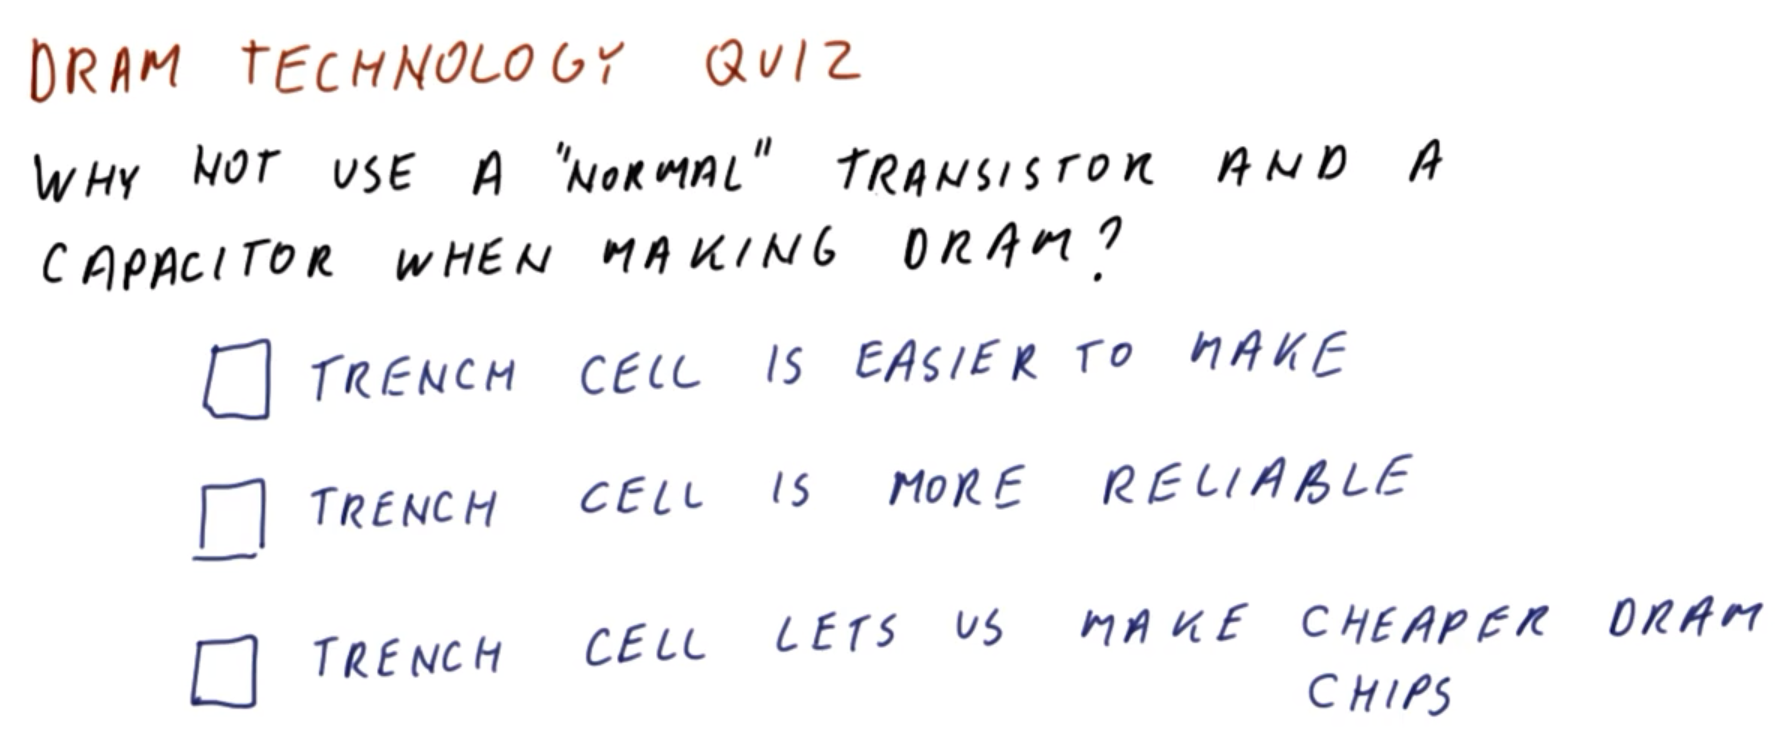 DRAM TECHNOLOGY QUIZ
WHY NOT USE A "NORMAL" TRANSISTOR AND A
CAPACITOR WHEN MAKING DRAM?
TRENCH CELL IS EASIER TO MAKE
TRENCH CELL IS MORE RELIABLE
TRENCH CELL LETS US MAKE CHEAPER DRAM
CHIPS